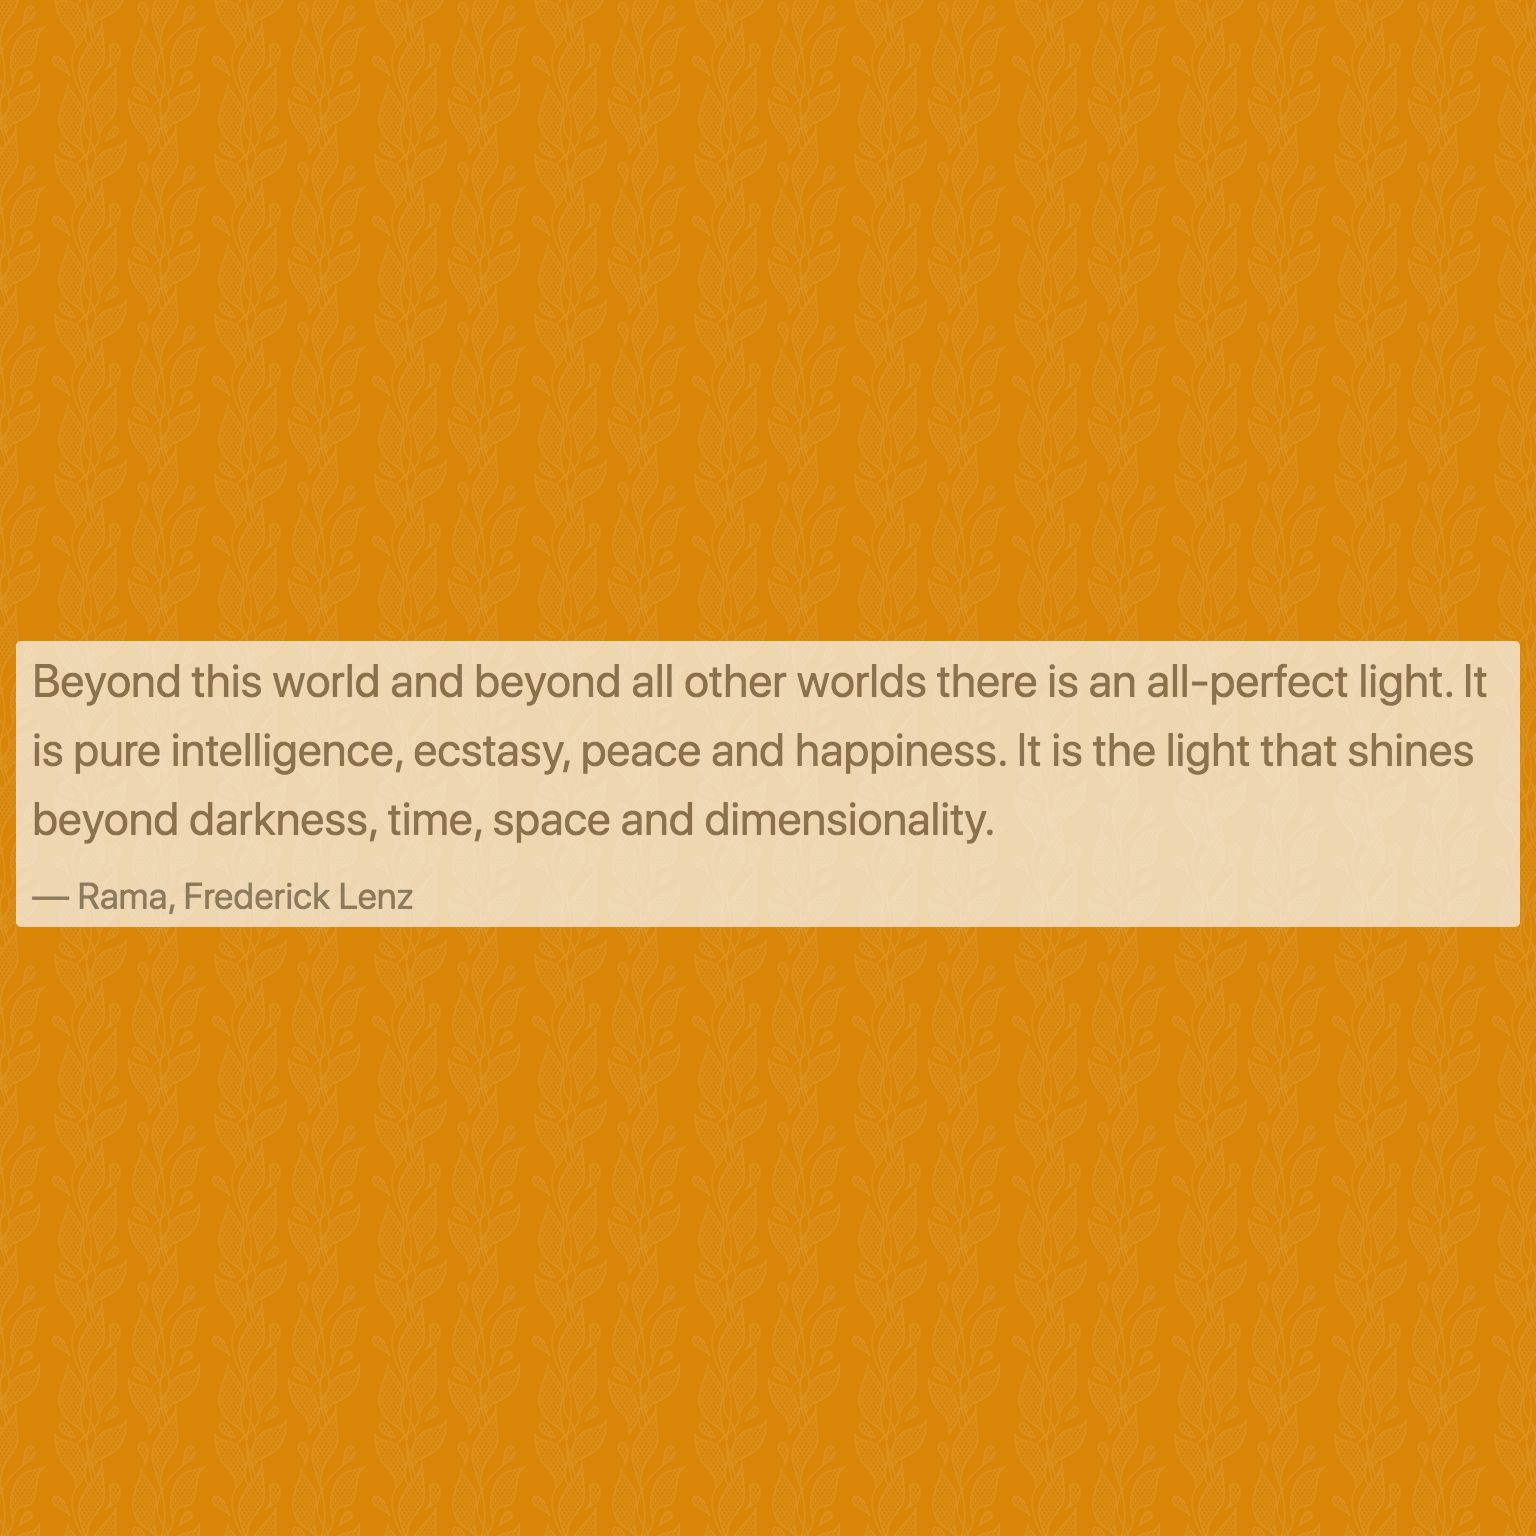 Beyond this world and beyond all other worlds there is an all-perfect light. It
is pure intelligence, ecstasy, peace and happiness. It is the light that shines
beyond darkness, time, space and dimensionality.
— Rama, Frederick Lenz